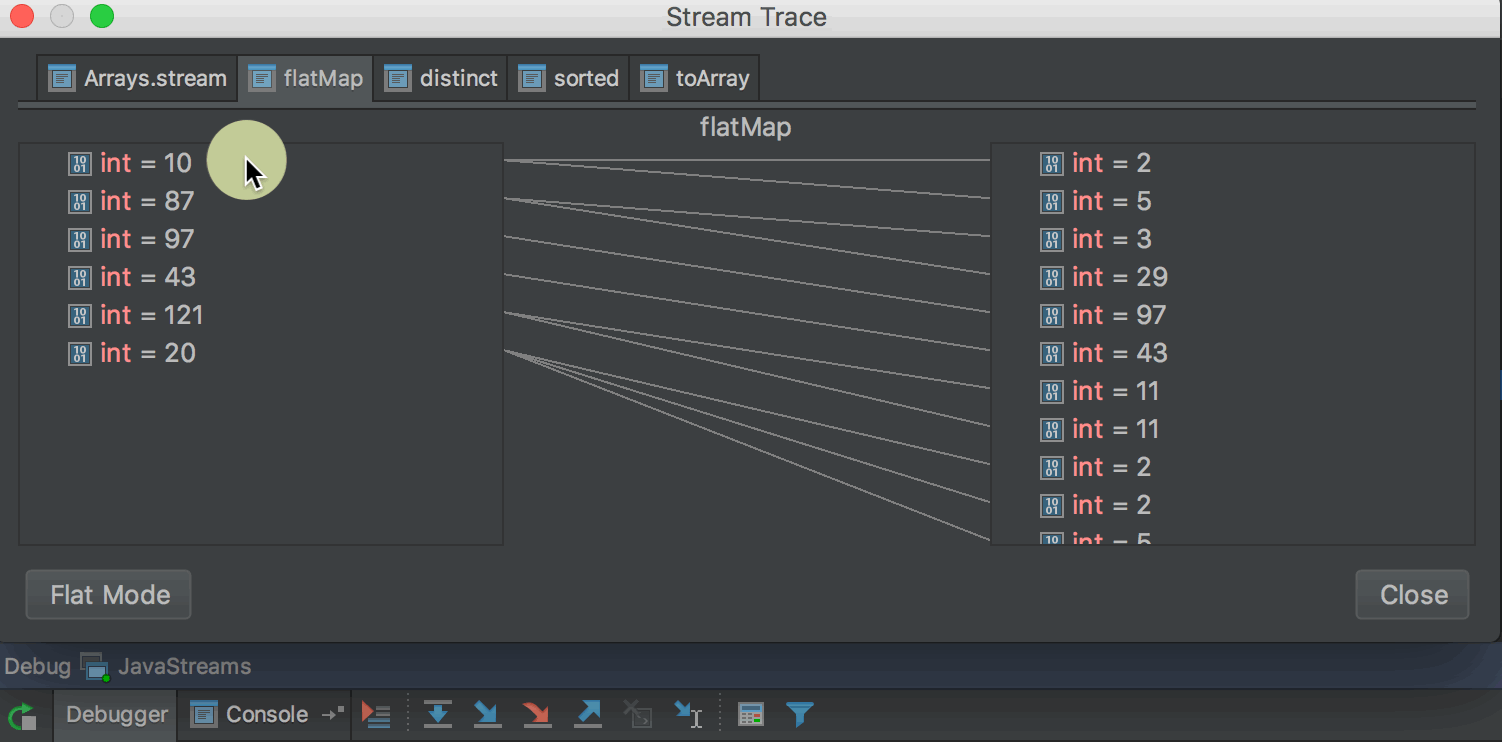 Stream Trace
Arrays.stream flatMap distinct sorted toArray
flatMap
int = 10
int = 87
int = 97
int = 43
int = 121
int = 20
int = 2
int = 5
int = 3
int = 29
int = 97
int = 43
int = 11
int = 11
int = 2
int = 2
int = 5
Flat Mode
Close
Debug JavaStreams
Debugger Console